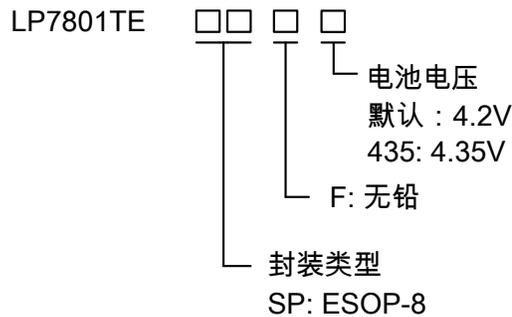 LP7801TE □□ □ □
电池电压
默认：4.2V
435: 4.35V
F: 无铅
封装类型
SP: ESOP-8